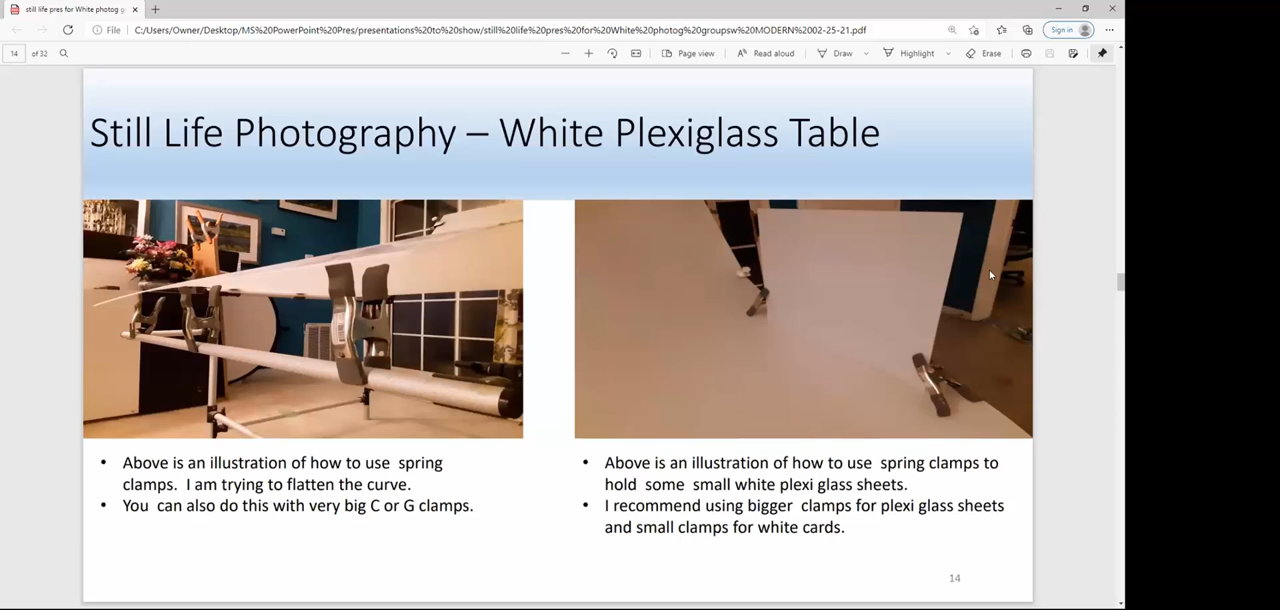 still life pres for White photog g
File
C:/Users/Owner/Desktop/MS%20PowerPoint%20Pres/presentations%20to%20show/still%20life%20pres%20for%20White%20photog%20groupsw%20MODERN%2002-25-21.pdf
Sign in
14 of 32
Page view
Read aloud
Draw
Highlight
Erase
Still Life Photography – White Plexiglass Table
• Above is an illustration of how to use spring
clamps. I am trying to flatten the curve.
• You can also do this with very big C or G clamps.
• Above is an illustration of how to use spring clamps to
hold some small white plexi glass sheets.
• I recommend using bigger clamps for plexi glass sheets
and small clamps for white cards.
14